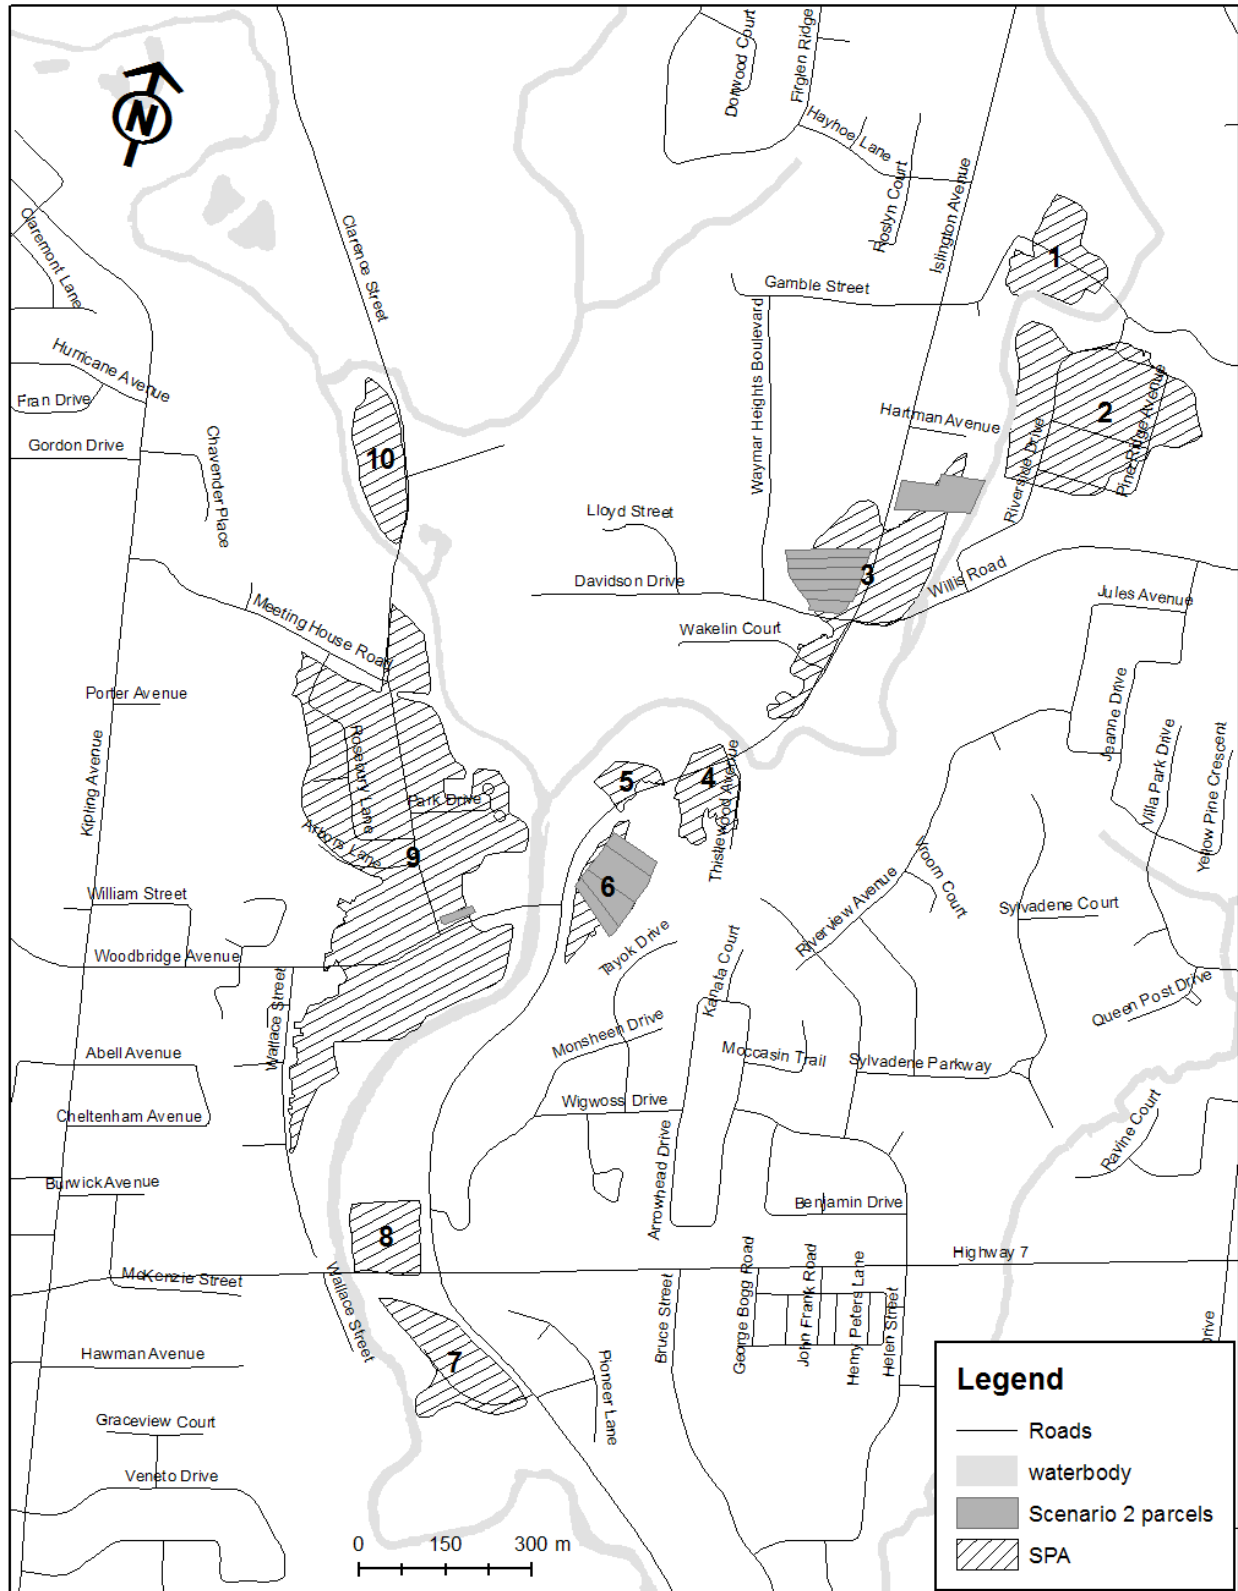 Dorwood Court
Firglen Ridge
N
Hayhoe Lane
Roslyn Court
Islington Avenue
Claremont Lane
Clarence Street
1
Gamble Street
Waymar Heights Boulevard
Hurricane Avenue
Fran Drive
Gordon Drive
Chavender Place
10
Hartman Avenue
2
Pine Ridge Avenue
Riverside Drive
Lloyd Street
Davidson Drive
3
Willis Road
Jules Avenue
Meeting House Road
Wakelin Court
Porter Avenue
Jeanne Drive
Villa Park Drive
Yellow Pine Crescent
Kipling Avenue
Rosebury Lane
Park Drive
5
4
Thistlewood Avenue
Arbors Lane
9
6
William Street
Woodbridge Avenue
Wallace Street
Tayok Drive
Kanata Court
Riverview Avenue
Vroom Court
Sylvadene Court
Queen Post Drive
Abell Avenue
Monsheen Drive
Moccasin Trail
Sylvadene Parkway
Cheltenham Avenue
Wigwoss Drive
Arrowhead Drive
Ravine Court
Burwick Avenue
Benjamin Drive
8
Highway 7
McKenzie Street
Wallace Street
Bruce Street
George Bogg Road
John Frank Road
Henry Peters Lane
Helen Street
Drive
Hawman Avenue
7
Pioneer Lane
Graceview Court
Veneto Drive
0 150 300 m
Legend
Roads
waterbody
Scenario 2 parcels
SPA